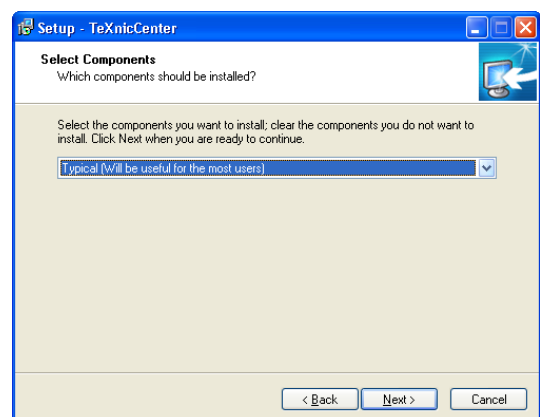 Setup - TeXnicCenter
Select Components
Which components should be installed?
Select the components you want to install; clear the components you do not want to
install. Click Next when you are ready to continue.
Typical (Will be useful for the most users)
< Back Next > Cancel